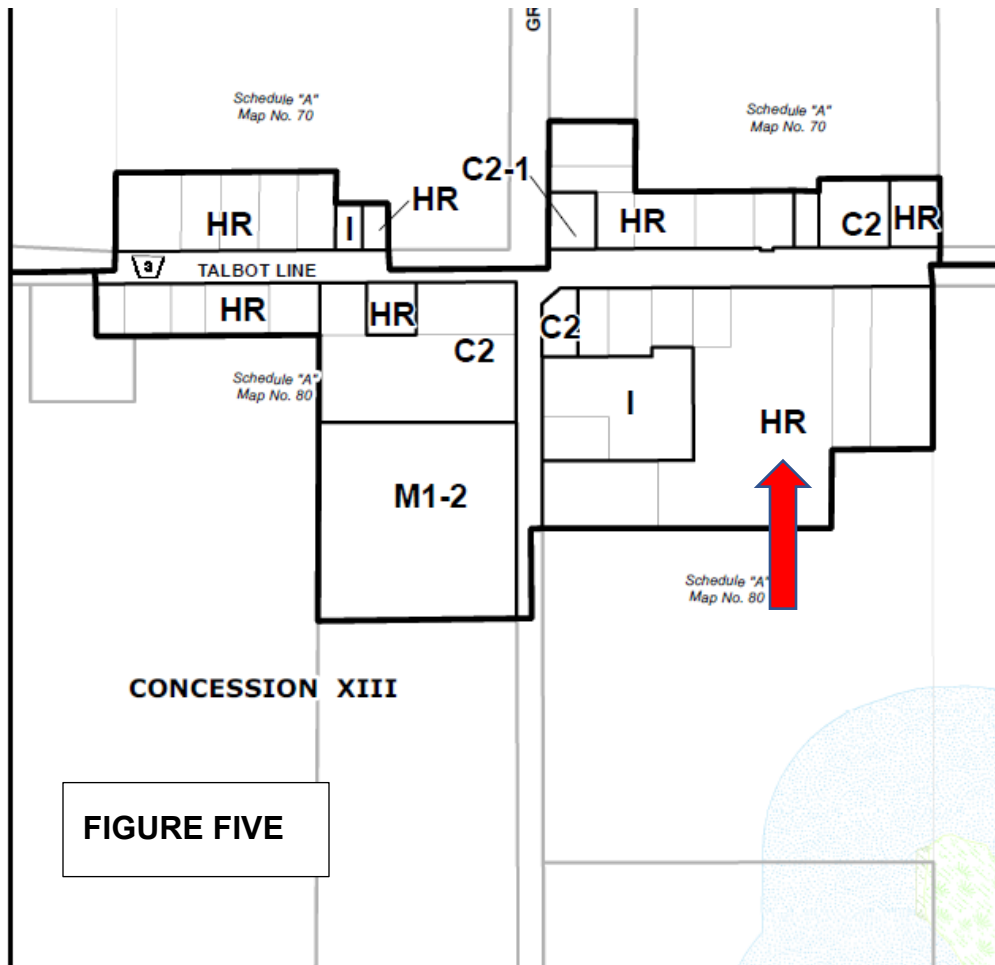 GR
Schedule "A"
Map No. 70
Schedule "A"
Map No. 70
C2-1
HR
HR
I
HR
C2
HR
3
TALBOT LINE
HR
HR
C2
C2
Schedule "A"
Map No. 80
I
HR
M1-2
Schedule "A"
Map No. 80
CONCESSION XIII
FIGURE FIVE